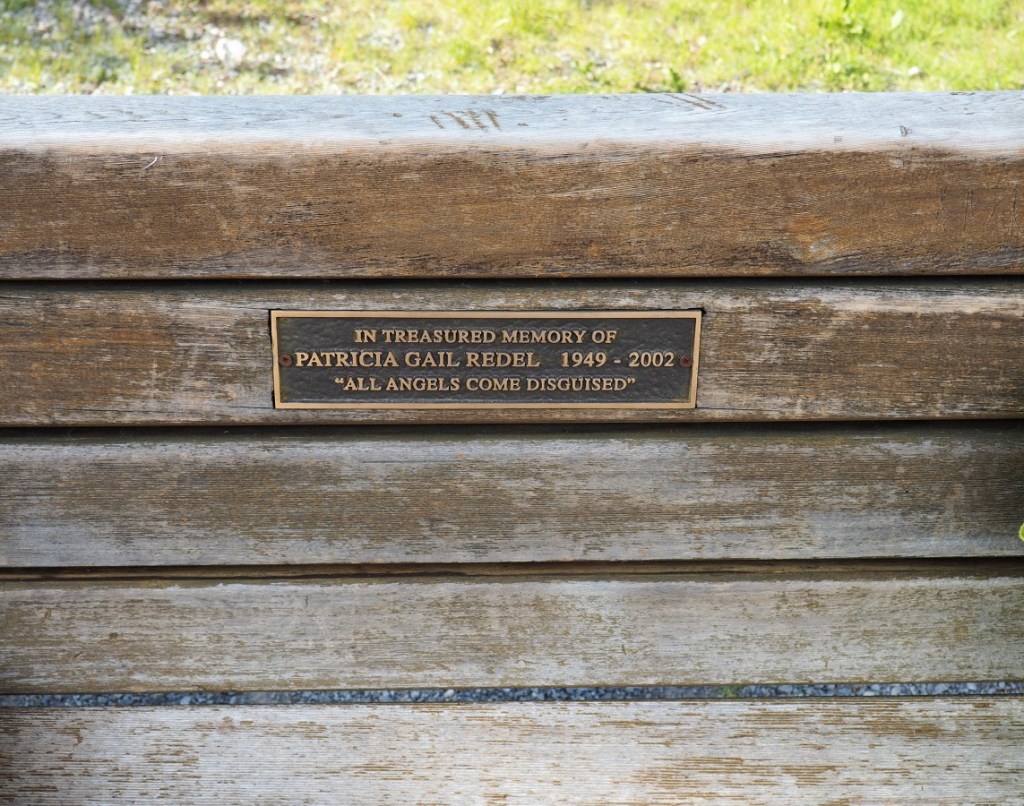 IN TREASURED MEMORY OF
PATRICIA GAIL REDEL 1949 - 2002
“ALL ANGELS COME DISGUISED”